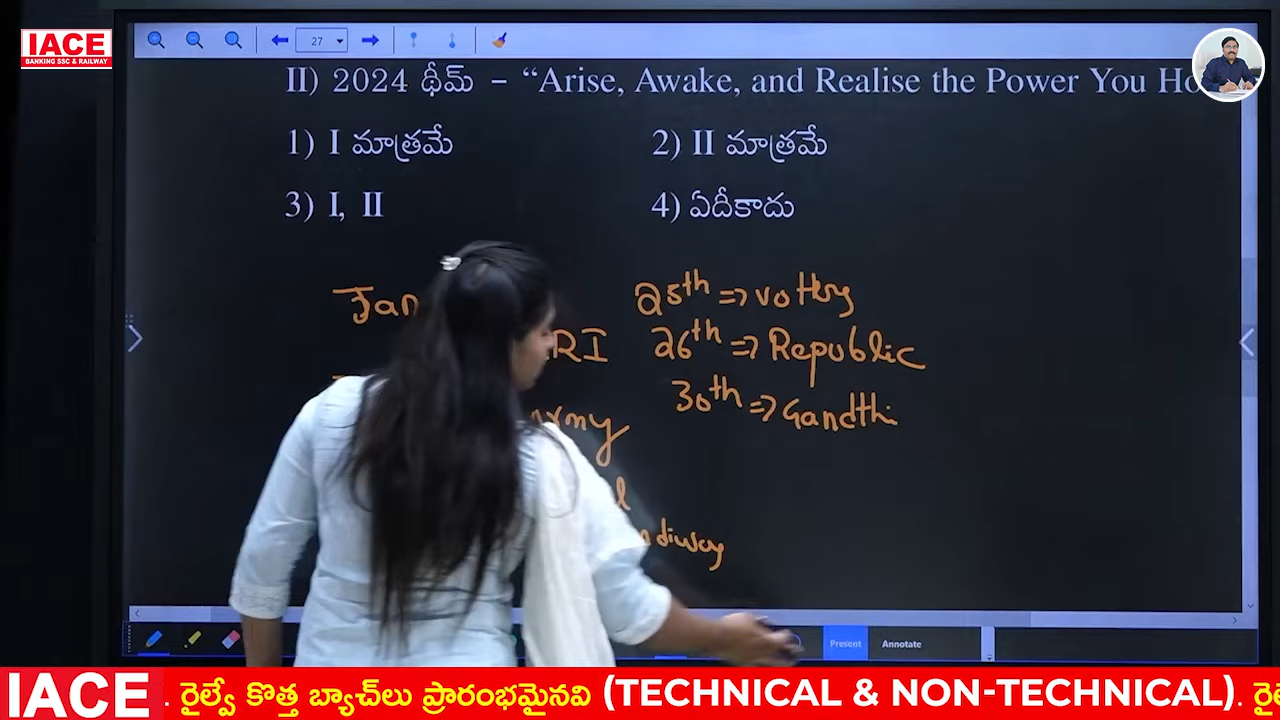 IACE
BANKING SSC & RAILWAY
27
II) 2024 థీమ్ – “Arise, Awake, and Realise the Power You Ho
1) I మాత్రమే 2) II మాత్రమే
3) I, II 4) ఏదీకాదు
Jan 25th => voting
RI 26th => Republic
30th => Gandhi
army
Present Annotate
IACE . రైల్వే కొత్త బ్యాచ్‌లు ప్రారంభమైనవి (TECHNICAL & NON-TECHNICAL). రై